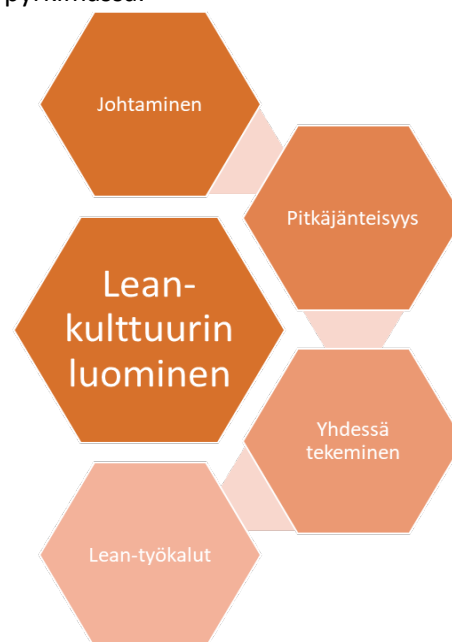 Johtaminen
Pitkäjänteisyys
Lean-
kulttuurin
luominen
Yhdessä
tekeminen
Lean-työkalut